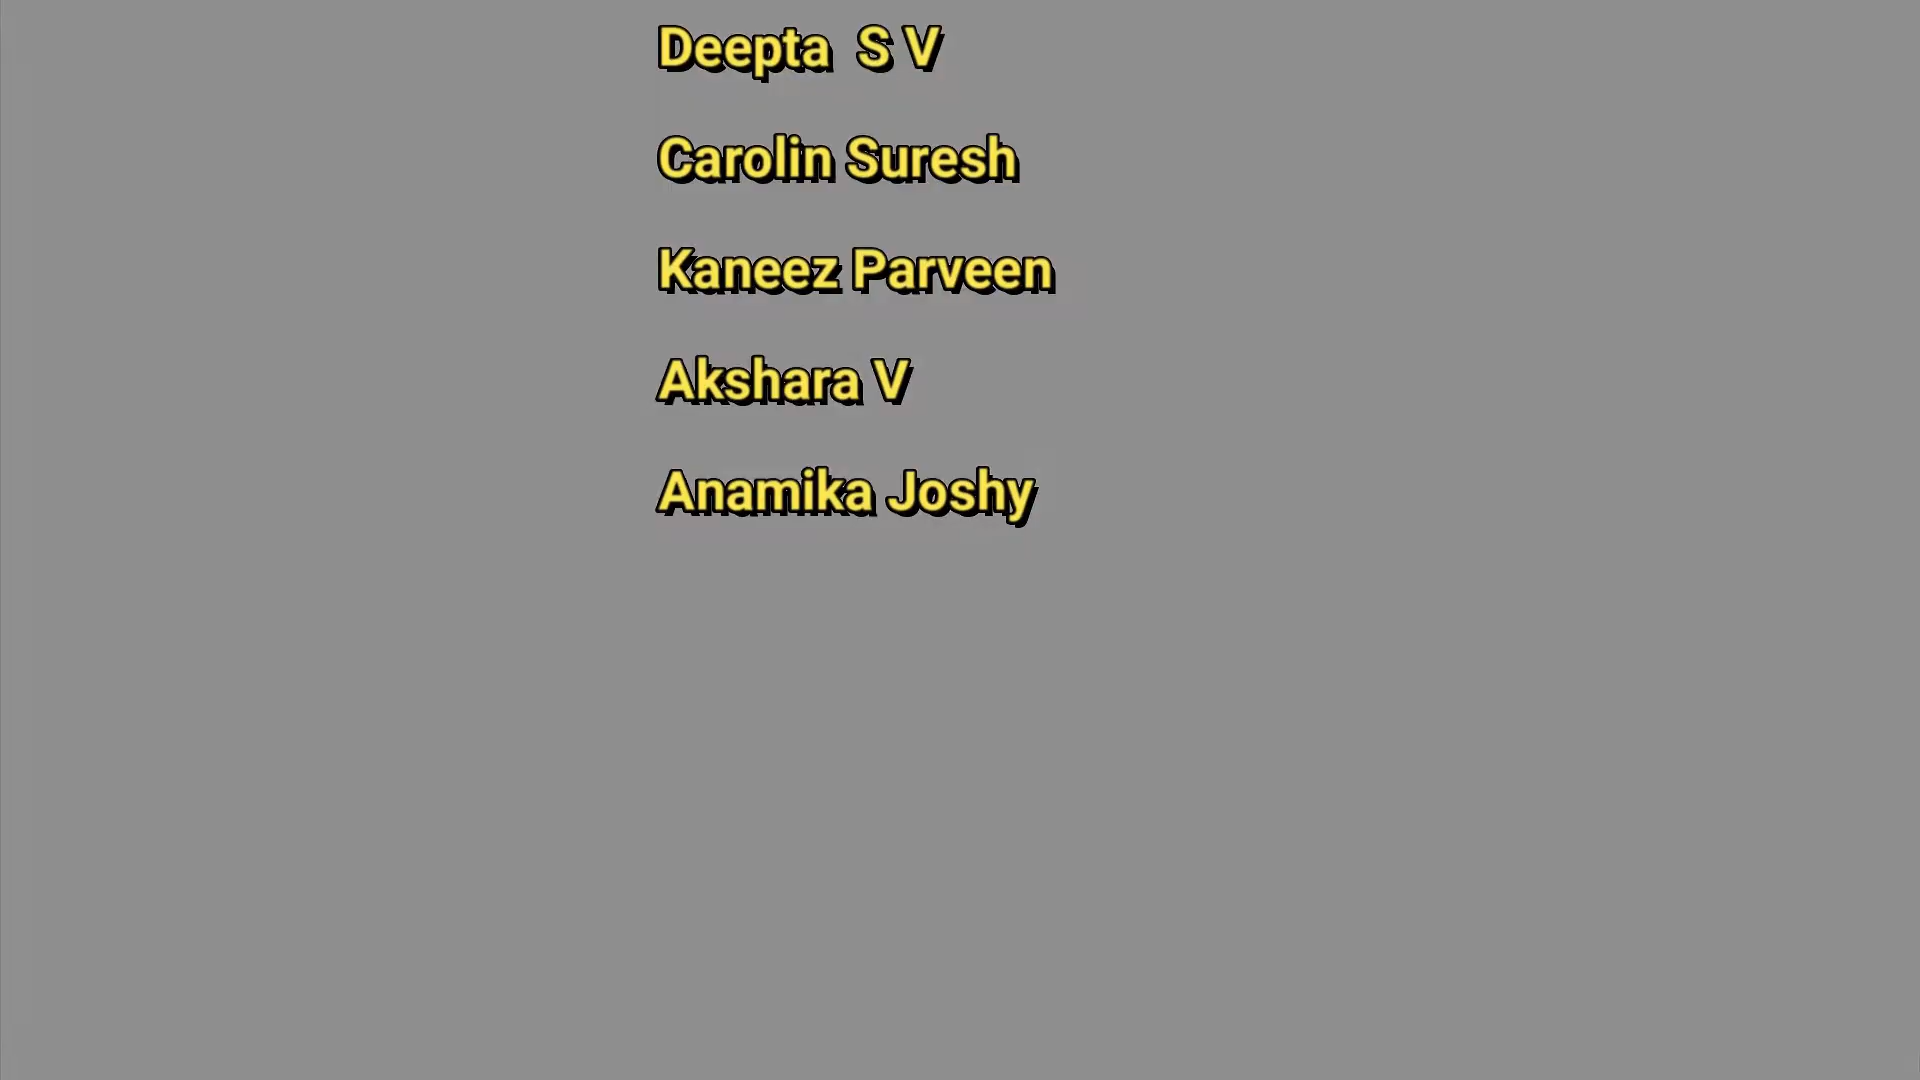 Deepta  S V
Carolin Suresh
Kaneez Parveen
Akshara V
Anamika Joshy